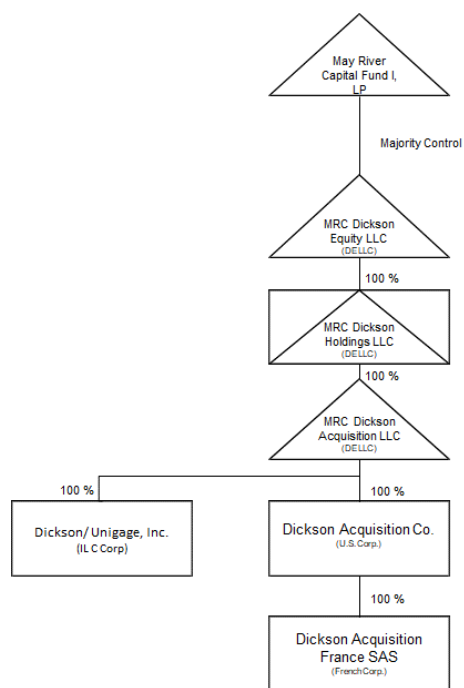 May River
Capital Fund I,
LP
Majority Control
MRC Dickson
Equity LLC
(DELLC)
100 %
MRC Dickson
Holdings LLC
(DELLC)
100 %
MRC Dickson
Acquisition LLC
(DELLC)
100 %
100 %
Dickson/ Unigage, Inc.
(IL C Corp)
Dickson Acquisition Co.
(U.S. Corp.)
100 %
Dickson Acquisition
France SAS
(French Corp.)